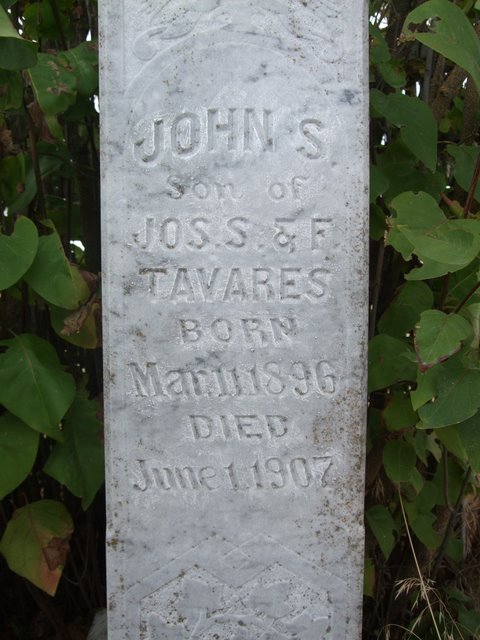 JOHN S.
Son of
JOS. S. & F.
TAVARES
BORN
Mar. 11. 1896
DIED
June 1. 1907